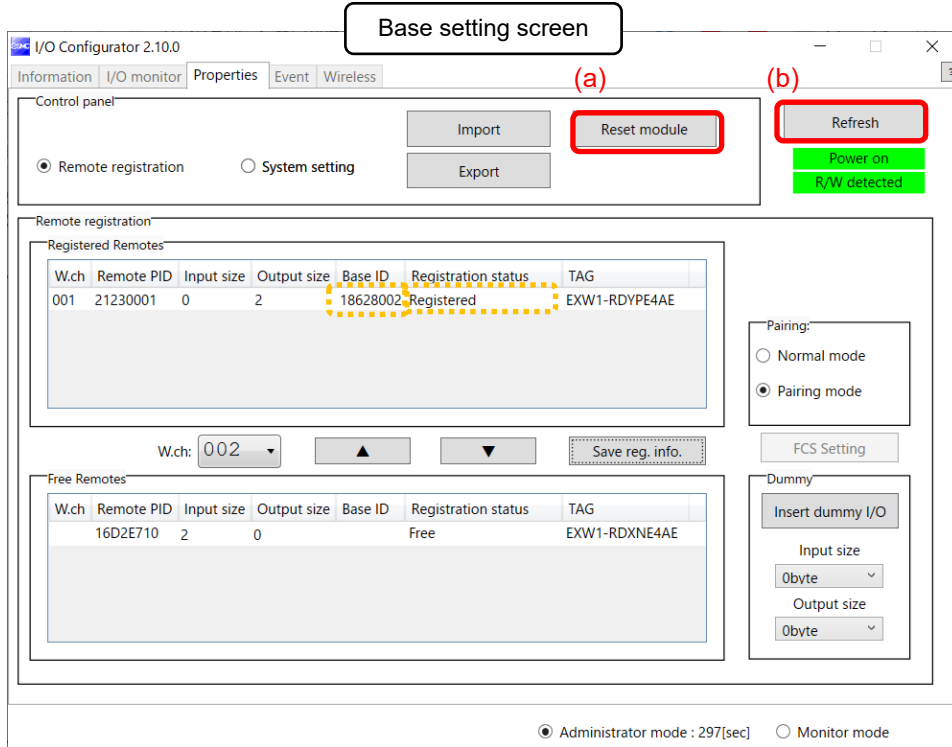 Base setting screen
SMC I/O Configurator 2.10.0
Information I/O monitor Properties Event Wireless ?
(a) (b)
Control panel
Import Reset module Refresh
Remote registration System setting Export
Power on
R/W detected
Remote registration
Registered Remotes
W.ch Remote PID Input size Output size Base ID Registration status TAG
001 21230001 0 2 18628002 Registered EXW1-RDYPE4AE
Pairing:
Normal mode
Pairing mode
W.ch: 002 ▲ ▼ Save reg. info. FCS Setting
Free Remotes Dummy
W.ch Remote PID Input size Output size Base ID Registration status TAG
16D2E710 2 0 Free EXW1-RDXNE4AE
Insert dummy I/O
Input size
0byte
Output size
0byte
Administrator mode : 297[sec] Monitor mode